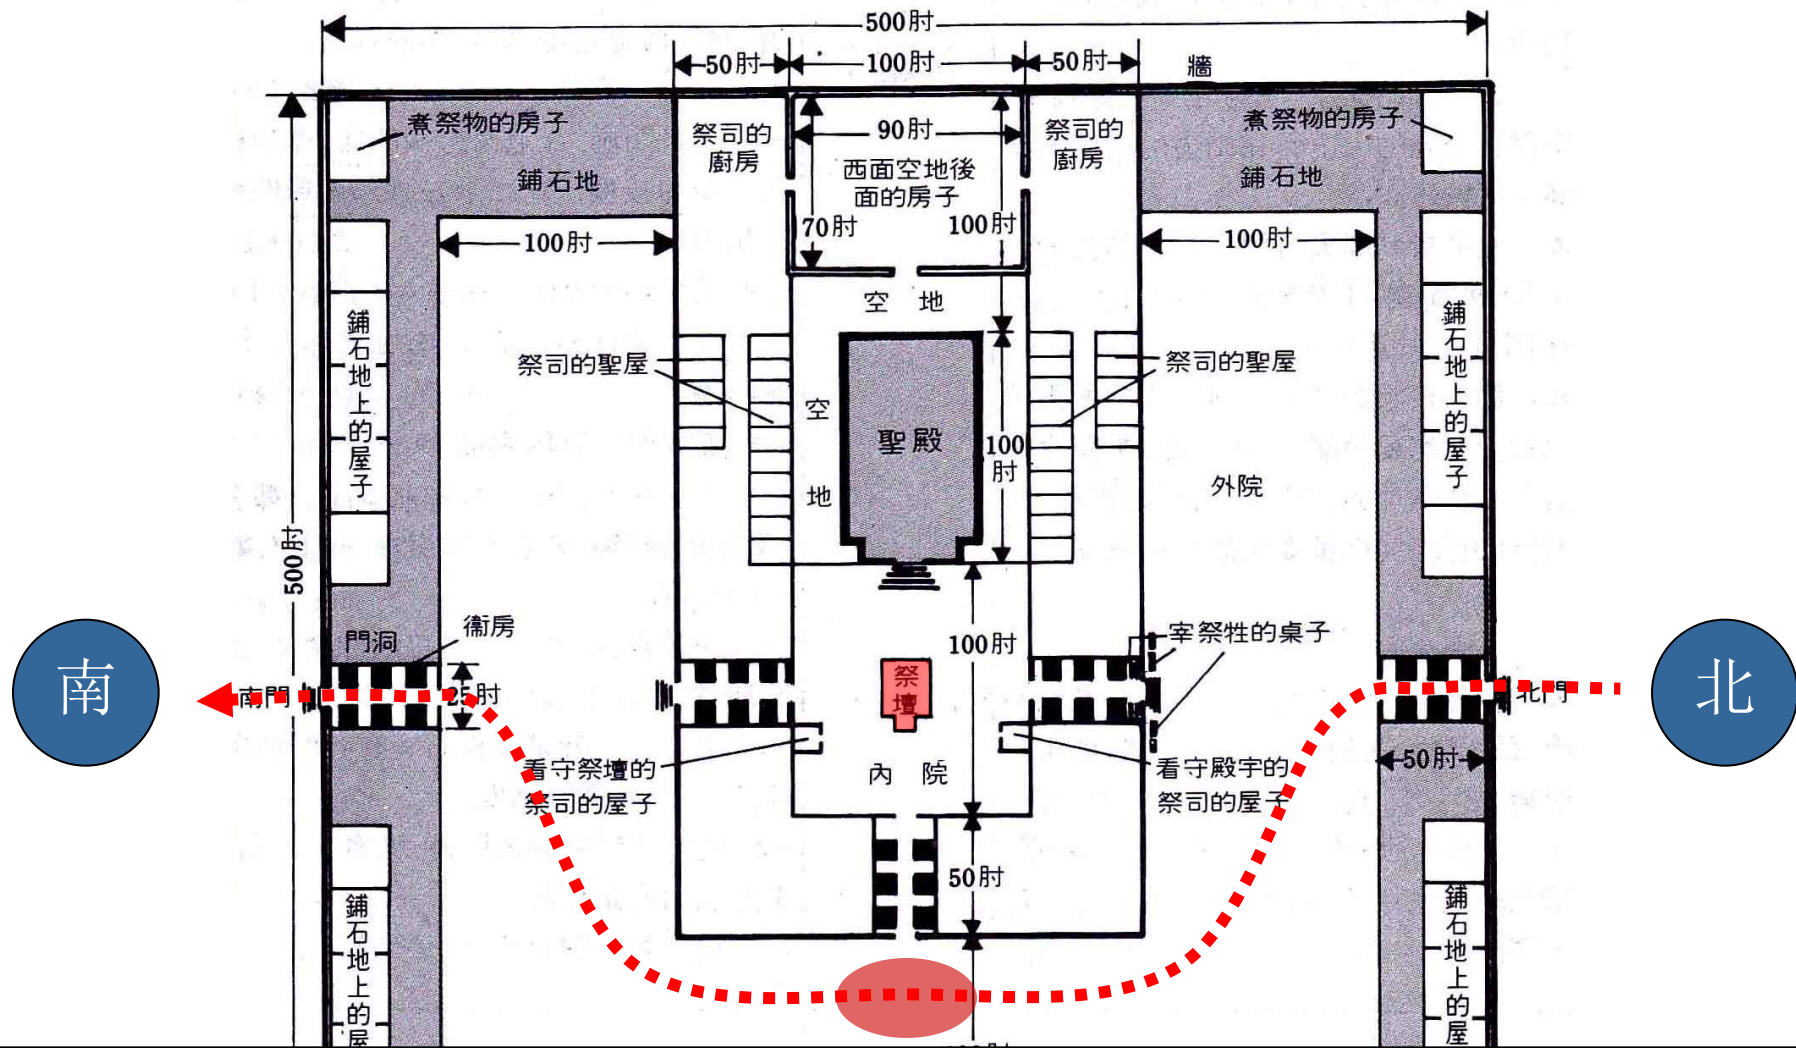 500肘
50肘
100肘
50肘
牆
煮祭物的房子
鋪石地
祭司的
廚房
90肘
西面空地後
面的房子
70肘
100肘
祭司的
廚房
煮祭物的房子
鋪石地
100肘
100肘
空 地
鋪石地上的屋子
祭司的聖屋
空地
聖殿
100
肘
祭司的聖屋
外院
鋪石地上的屋子
500肘
門洞
衞房
100肘
宰祭牲的桌子
南
南門
25肘
祭壇
北門
北
看守祭壇的
祭司的屋子
內 院
看守殿宇的
祭司的屋子
50肘
50肘
鋪石地上的屋
鋪石地上的屋